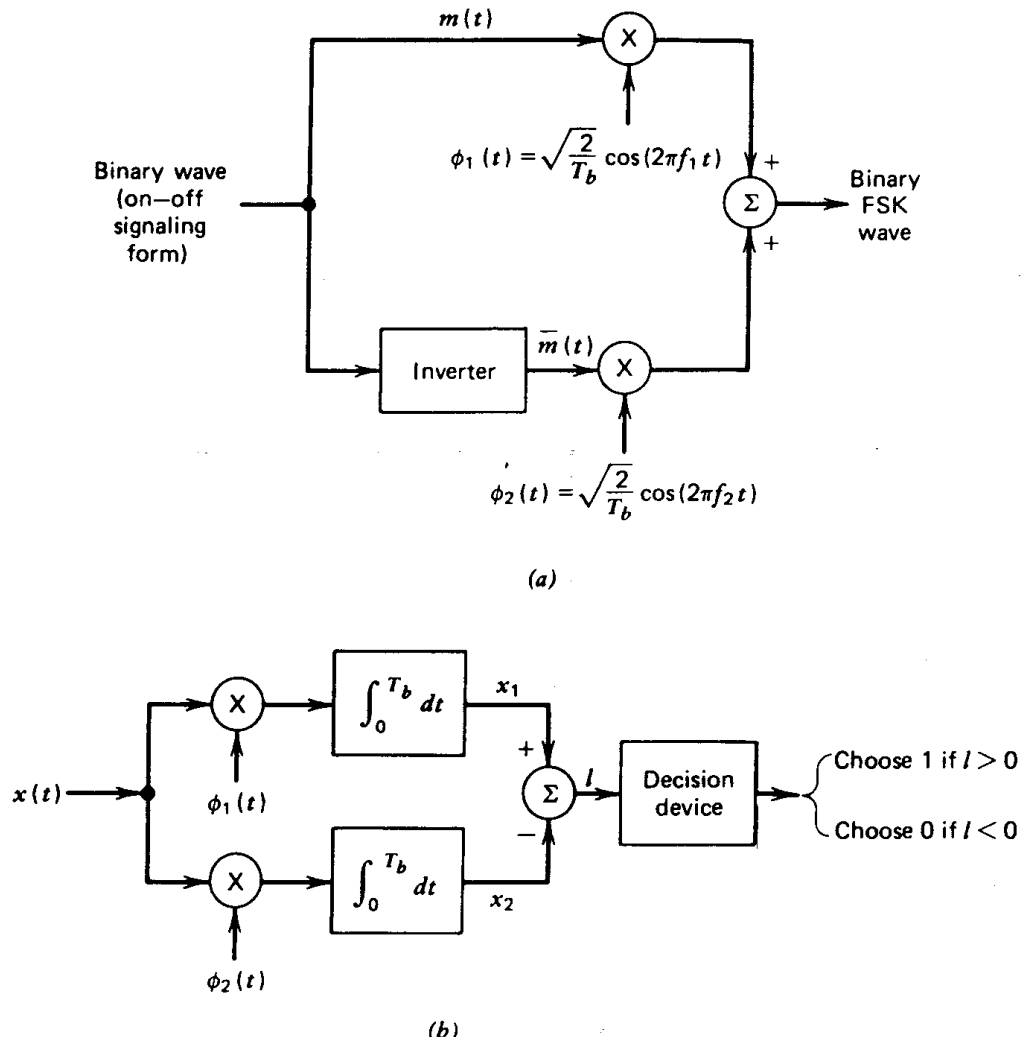 m(t)
X
ϕ₁(t) = √(2/T_b) cos(2πf₁t)
Binary wave
(on–off
signaling
form)
+
Σ
+
Binary
FSK
wave
Inverter
m̅(t)
X
ϕ₂(t) = √(2/T_b) cos(2πf₂t)
(a)
x(t)
X
ϕ₁(t)
∫₀^T_b dt
x₁
X
ϕ₂(t)
∫₀^T_b dt
x₂
+
Σ
−
l
Decision
device
Choose 1 if l > 0
Choose 0 if l < 0
(b)